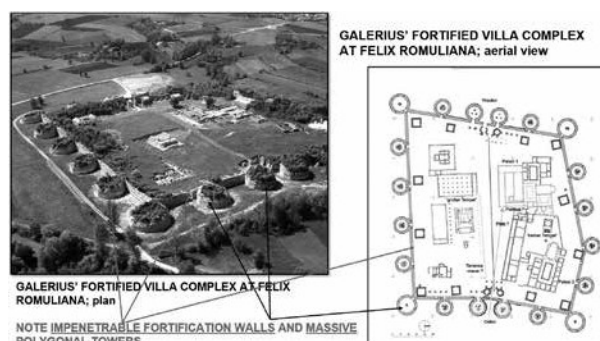 GALERIUS' FORTIFIED VILLA COMPLEX
AT FELIX ROMULIANA; aerial view
GALERIUS' FORTIFIED VILLA COMPLEX AT FELIX
ROMULIANA; plan
NOTE IMPENETRABLE FORTIFICATION WALLS AND MASSIVE
POLYGONAL TOWERS